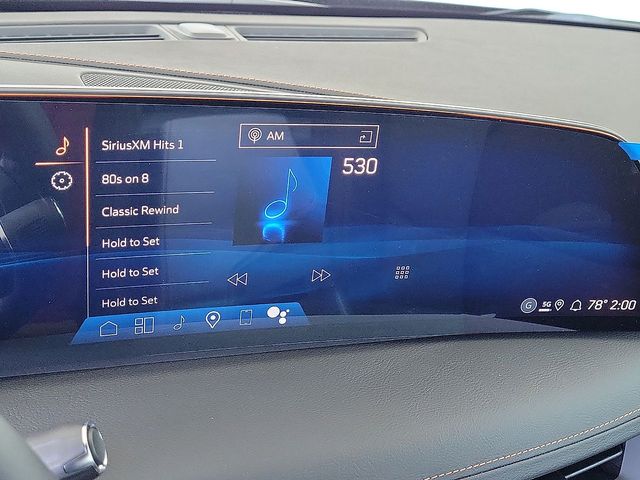 SiriusXM Hits 1
80s on 8
Classic Rewind
Hold to Set
Hold to Set
Hold to Set
AM
530
G
5G
78° 2:00